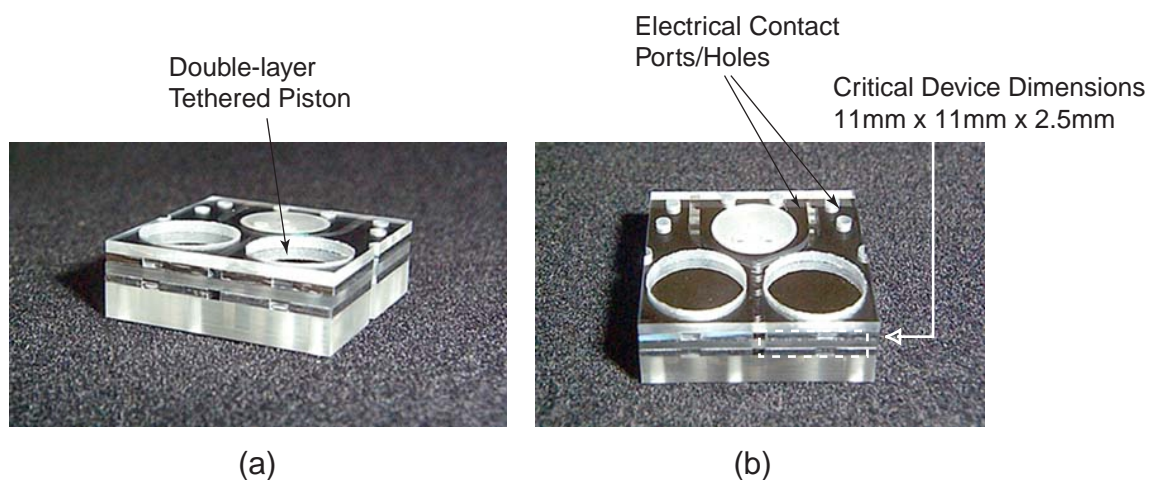 Double-layer
Tethered Piston
Electrical Contact
Ports/Holes
Critical Device Dimensions
11mm x 11mm x 2.5mm
(a)
(b)